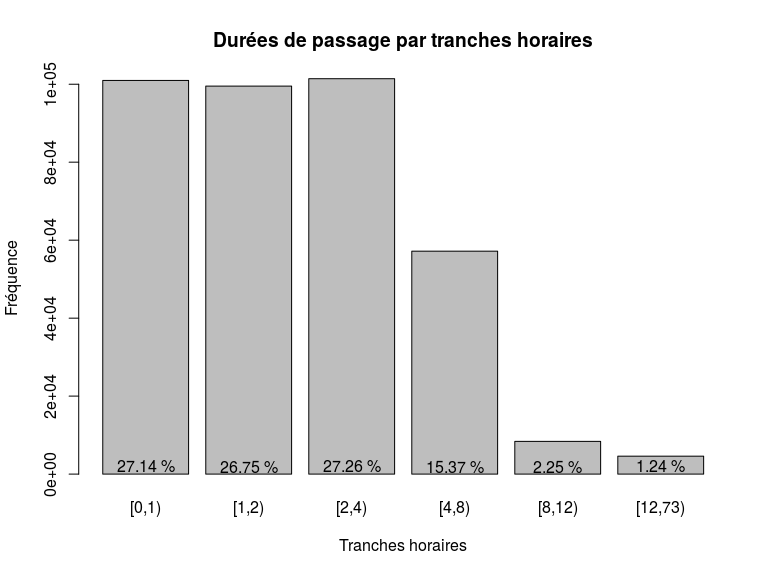 Durées de passage par tranches horaires
Fréquence
1e+05
8e+04
6e+04
4e+04
2e+04
0e+00
27.14 % 26.75 % 27.26 % 15.37 % 2.25 % 1.24 %
[0,1) [1,2) [2,4) [4,8) [8,12) [12,73)
Tranches horaires